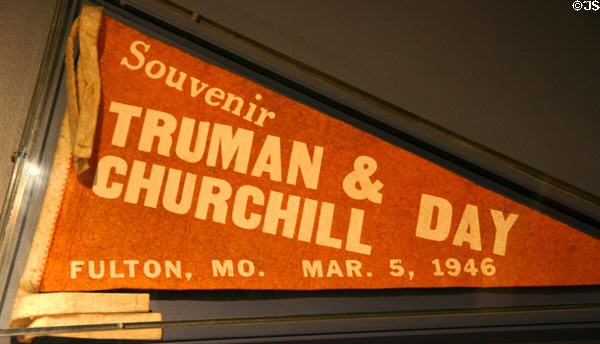 ©JS
Souvenir
TRUMAN &
CHURCHILL DAY
FULTON, MO. MAR. 5, 1946